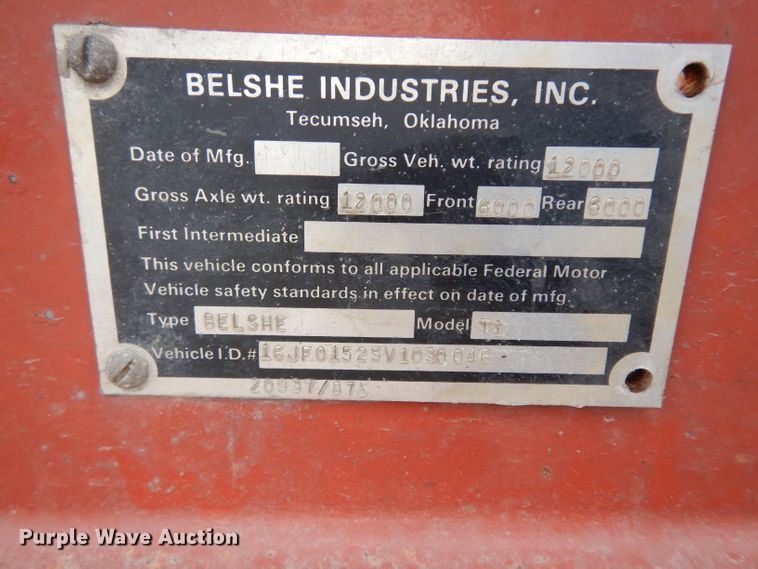 BELSHE INDUSTRIES, INC.
Tecumseh, Oklahoma
Date of Mfg. Gross Veh. wt. rating 12000
Gross Axle wt. rating 12000 Front 6000 Rear 6000
First Intermediate
This vehicle conforms to all applicable Federal Motor
Vehicle safety standards in effect on date of mfg.
Type BELSHE Model
Vehicle I.D.#
Purple Wave Auction